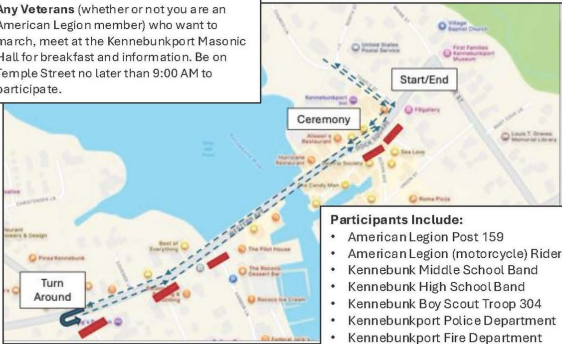 Any Veterans (whether or not you are an
American Legion member) who want to
march, meet at the Kennebunkport Masonic
Hall for breakfast and information. Be on
Temple Street no later than 9:00 AM to
participate.
Village
Baptist Church
United States
Postal Service
First Families
Kennebunkport
Museum
Start/End
Kennebunkport
Inn
Ceremony
Alisson's
Restaurant
Hurricane
Restaurant
Sea Love
Louis T. Graves
Memorial Library
The Candy Man
Roma Pizza
Best of
Everything
The Pilot House
Pizza Kennebunk
Dessert Bar
Rococo Ice Cream
Turn
Around
Participants Include:
• American Legion Post 159
• American Legion (motorcycle) Rider
• Kennebunk Middle School Band
• Kennebunk High School Band
• Kennebunk Boy Scout Troop 304
• Kennebunkport Police Department
• Kennebunkport Fire Department